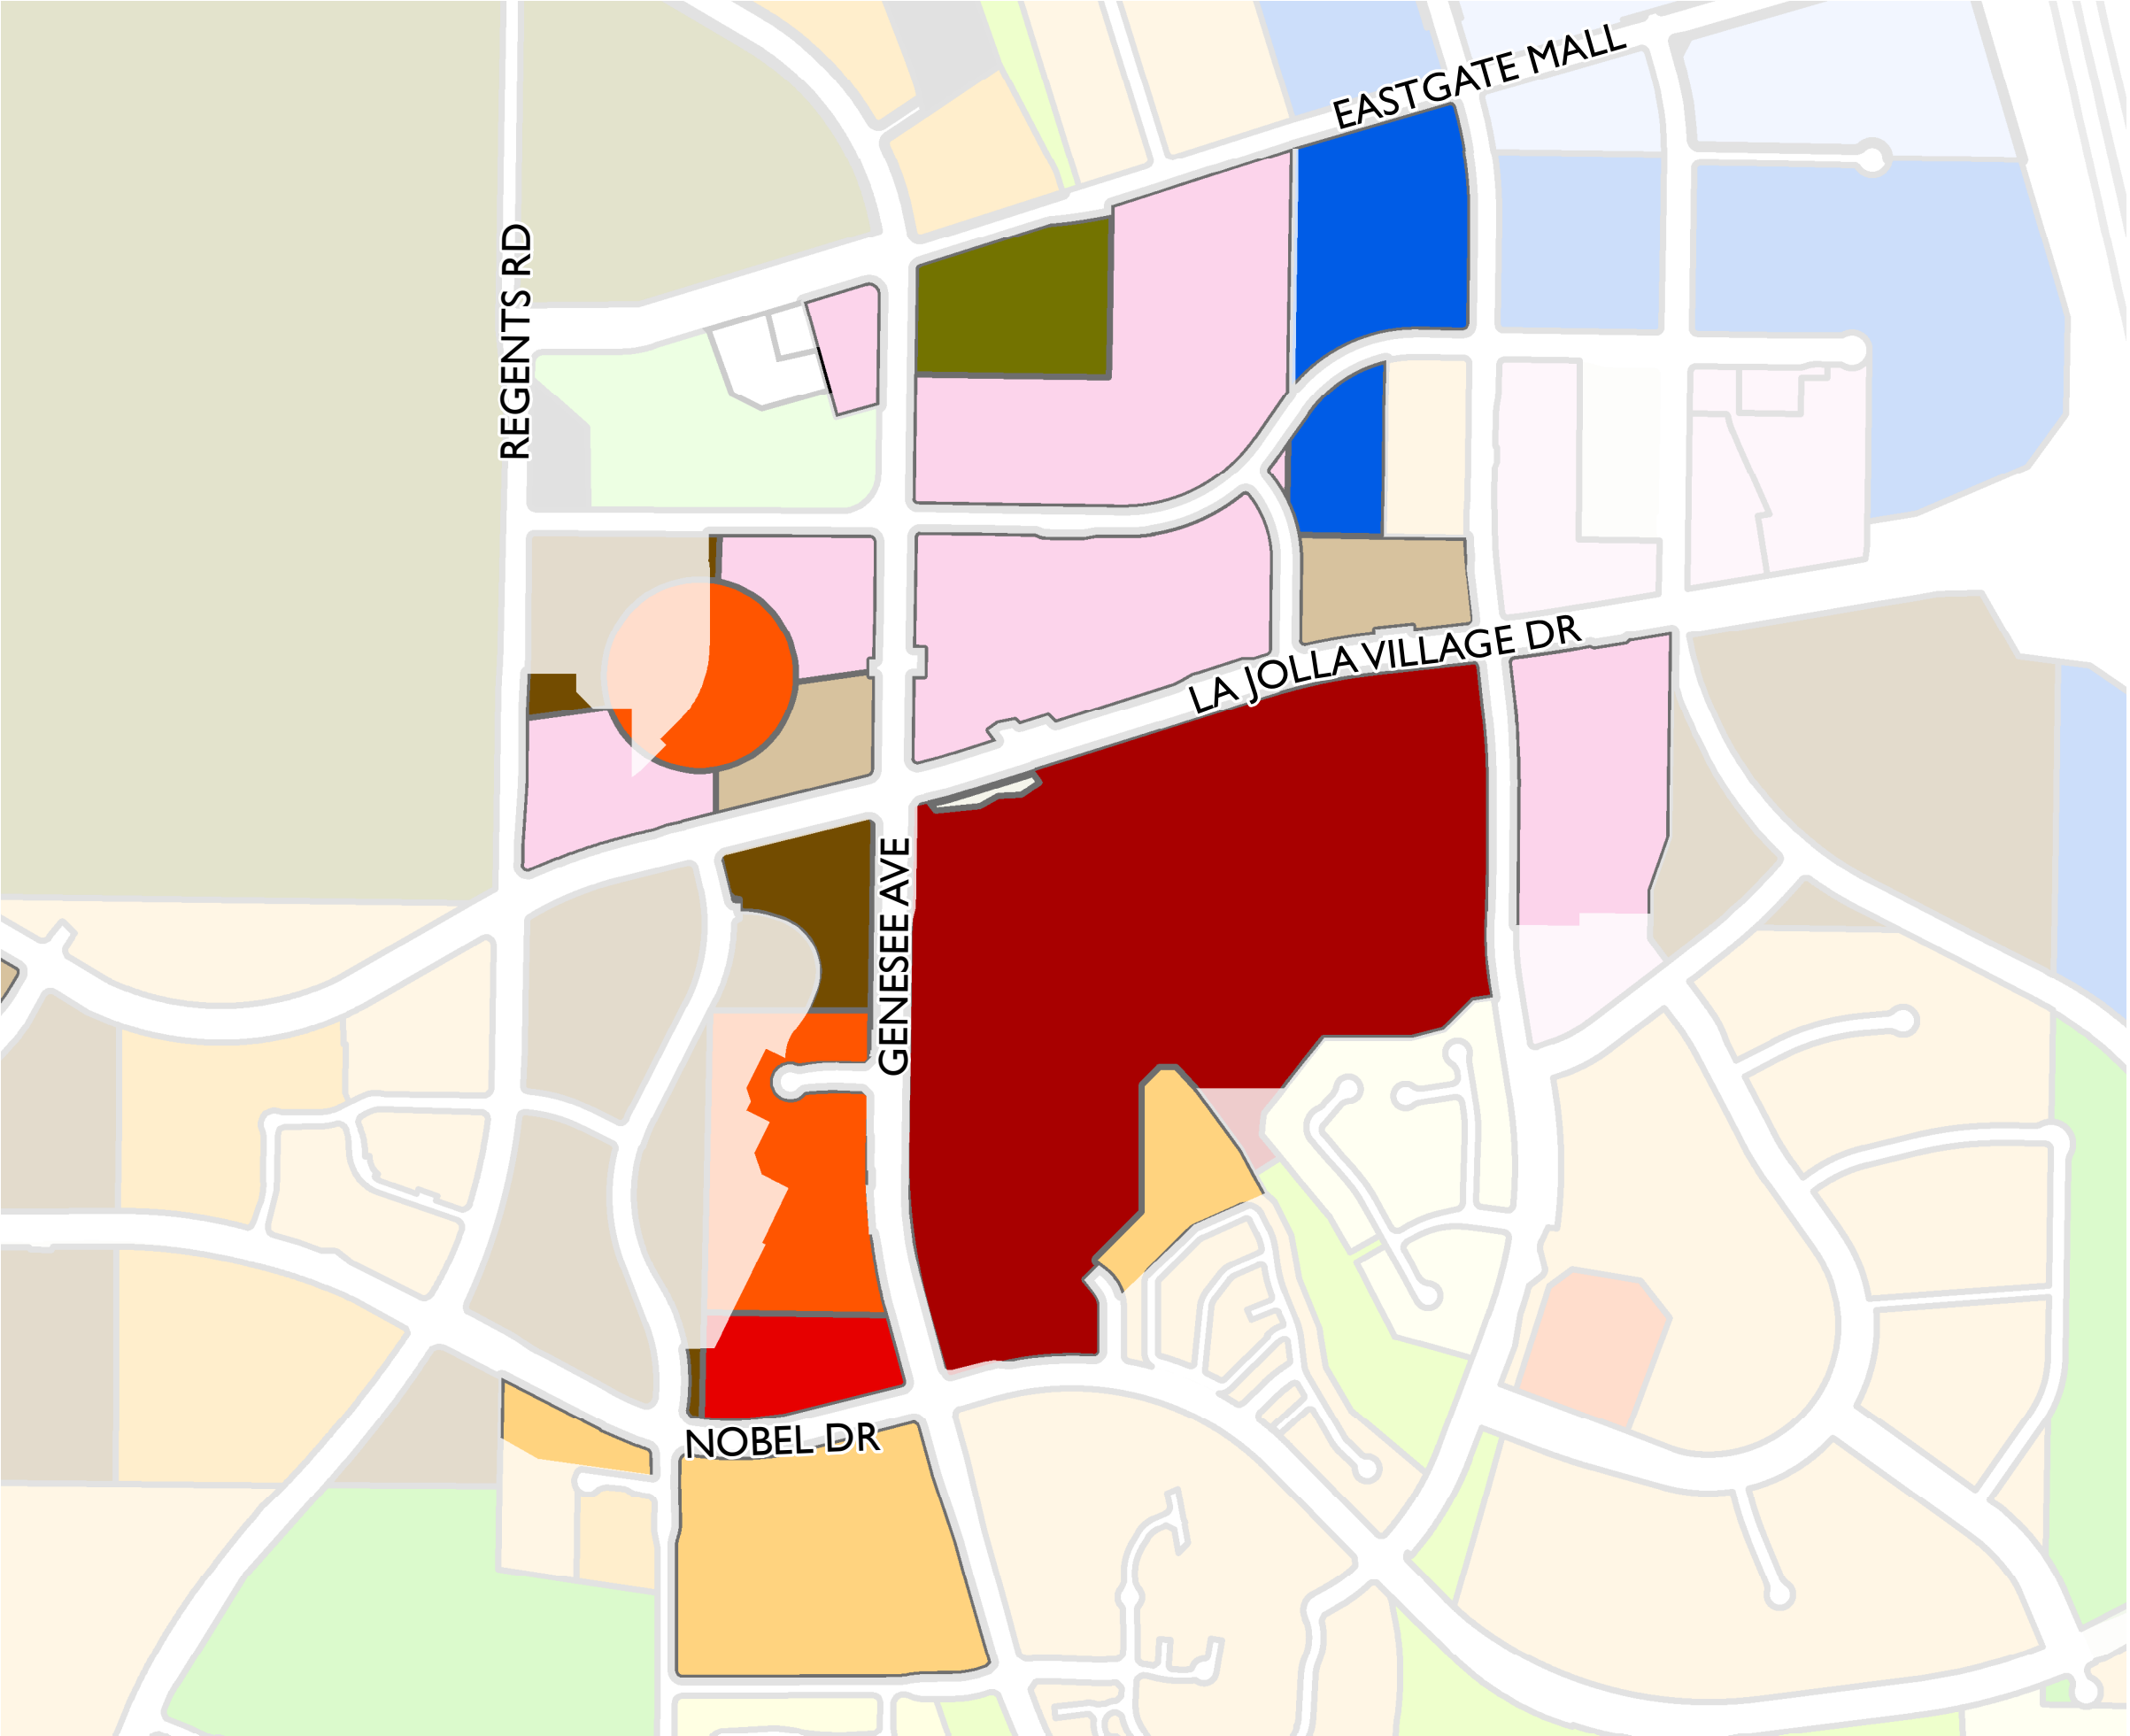 EASTGATE MALL
REGENTS RD
LA JOLLA VILLAGE DR
GENESEE AVE
NOBEL DR